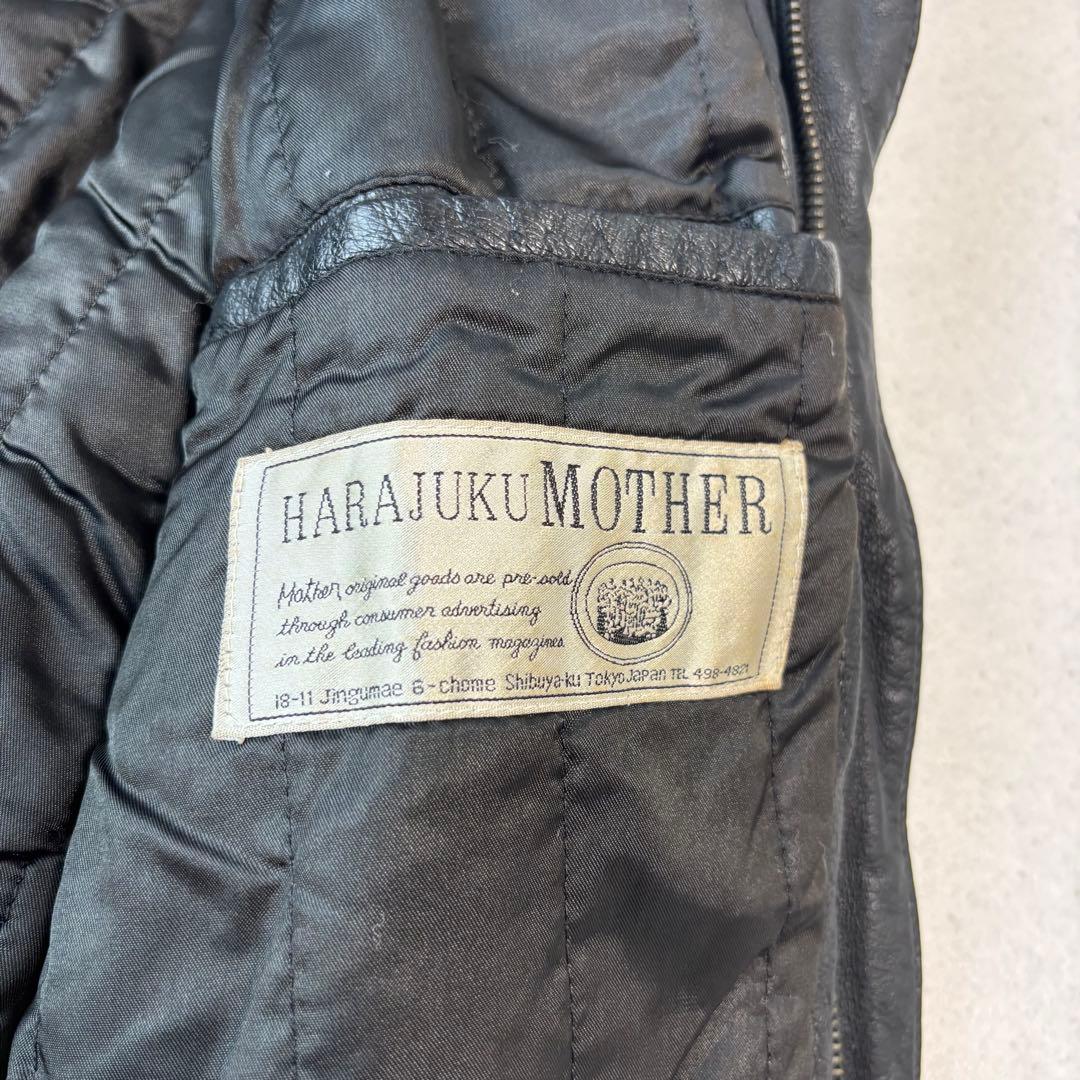 HARAJUKU MOTHER
Mother original goods are pre-sold
through consumer advertising
in the leading fashion magazines
18-11 Jingumae 6-chome Shibuya-ku Tokyo Japan TEL 498-4821